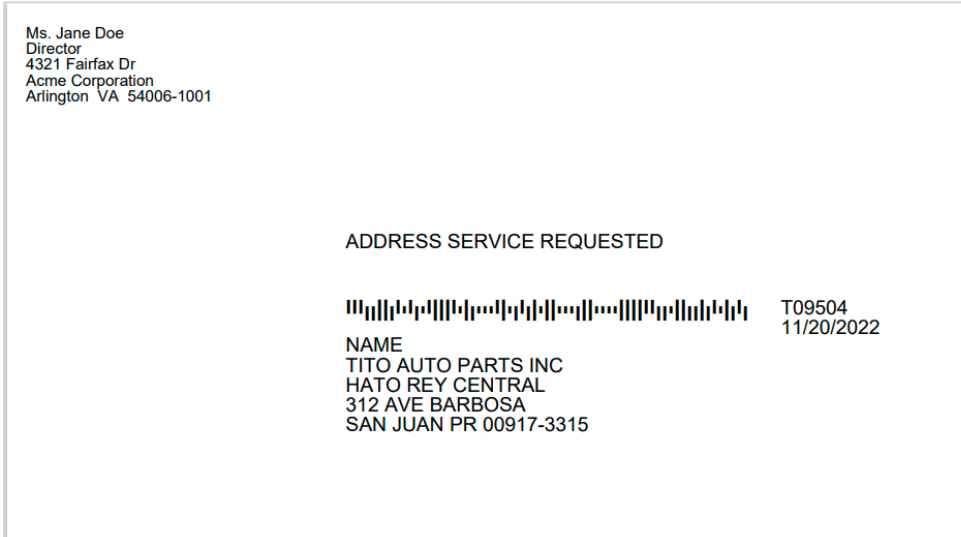 Ms. Jane Doe
Director
4321 Fairfax Dr
Acme Corporation
Arlington  VA  54006-1001
ADDRESS SERVICE REQUESTED
T09504
11/20/2022
NAME
TITO AUTO PARTS INC
HATO REY CENTRAL
312 AVE BARBOSA
SAN JUAN PR 00917-3315